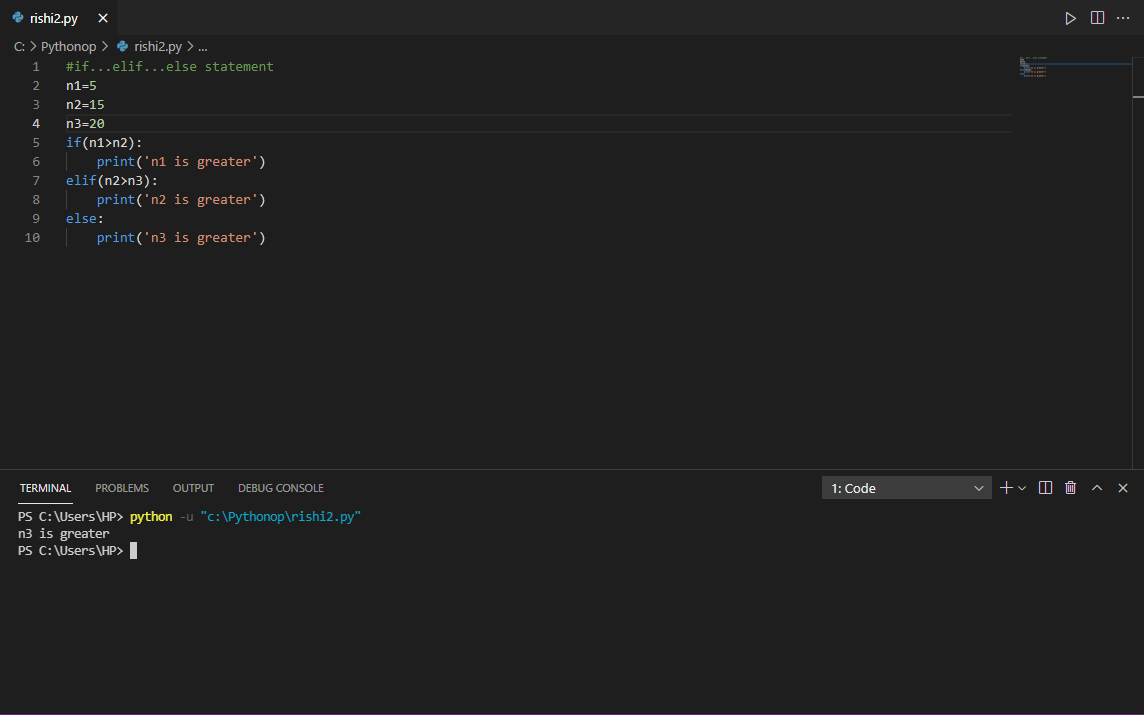 rishi2.py
C: > Pythonop > rishi2.py > ...
1 #if...elif...else statement
2 n1=5
3 n2=15
4 n3=20
5 if(n1>n2):
6     print('n1 is greater')
7 elif(n2>n3):
8     print('n2 is greater')
9 else:
10     print('n3 is greater')
TERMINAL PROBLEMS OUTPUT DEBUG CONSOLE 1: Code
PS C:\Users\HP> python -u "c:\Pythonop\rishi2.py"
n3 is greater
PS C:\Users\HP>